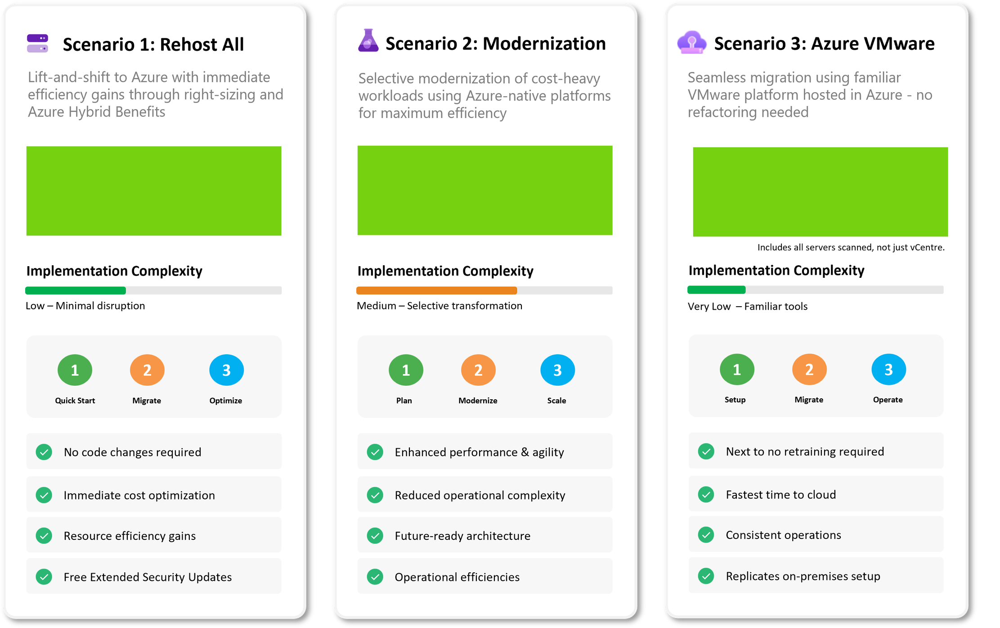 Scenario 1: Rehost All
Lift-and-shift to Azure with immediate
efficiency gains through right-sizing and
Azure Hybrid Benefits
Implementation Complexity
Low – Minimal disruption
1
2
3
Quick Start
Migrate
Optimize
No code changes required
Immediate cost optimization
Resource efficiency gains
Free Extended Security Updates
Scenario 2: Modernization
Selective modernization of cost-heavy
workloads using Azure-native platforms
for maximum efficiency
Implementation Complexity
Medium – Selective transformation
1
2
3
Plan
Modernize
Scale
Enhanced performance & agility
Reduced operational complexity
Future-ready architecture
Operational efficiencies
Scenario 3: Azure VMware
Seamless migration using familiar
VMware platform hosted in Azure - no
refactoring needed
Includes all servers scanned, not just vCentre.
Implementation Complexity
Very Low – Familiar tools
1
2
3
Setup
Migrate
Operate
Next to no retraining required
Fastest time to cloud
Consistent operations
Replicates on-premises setup